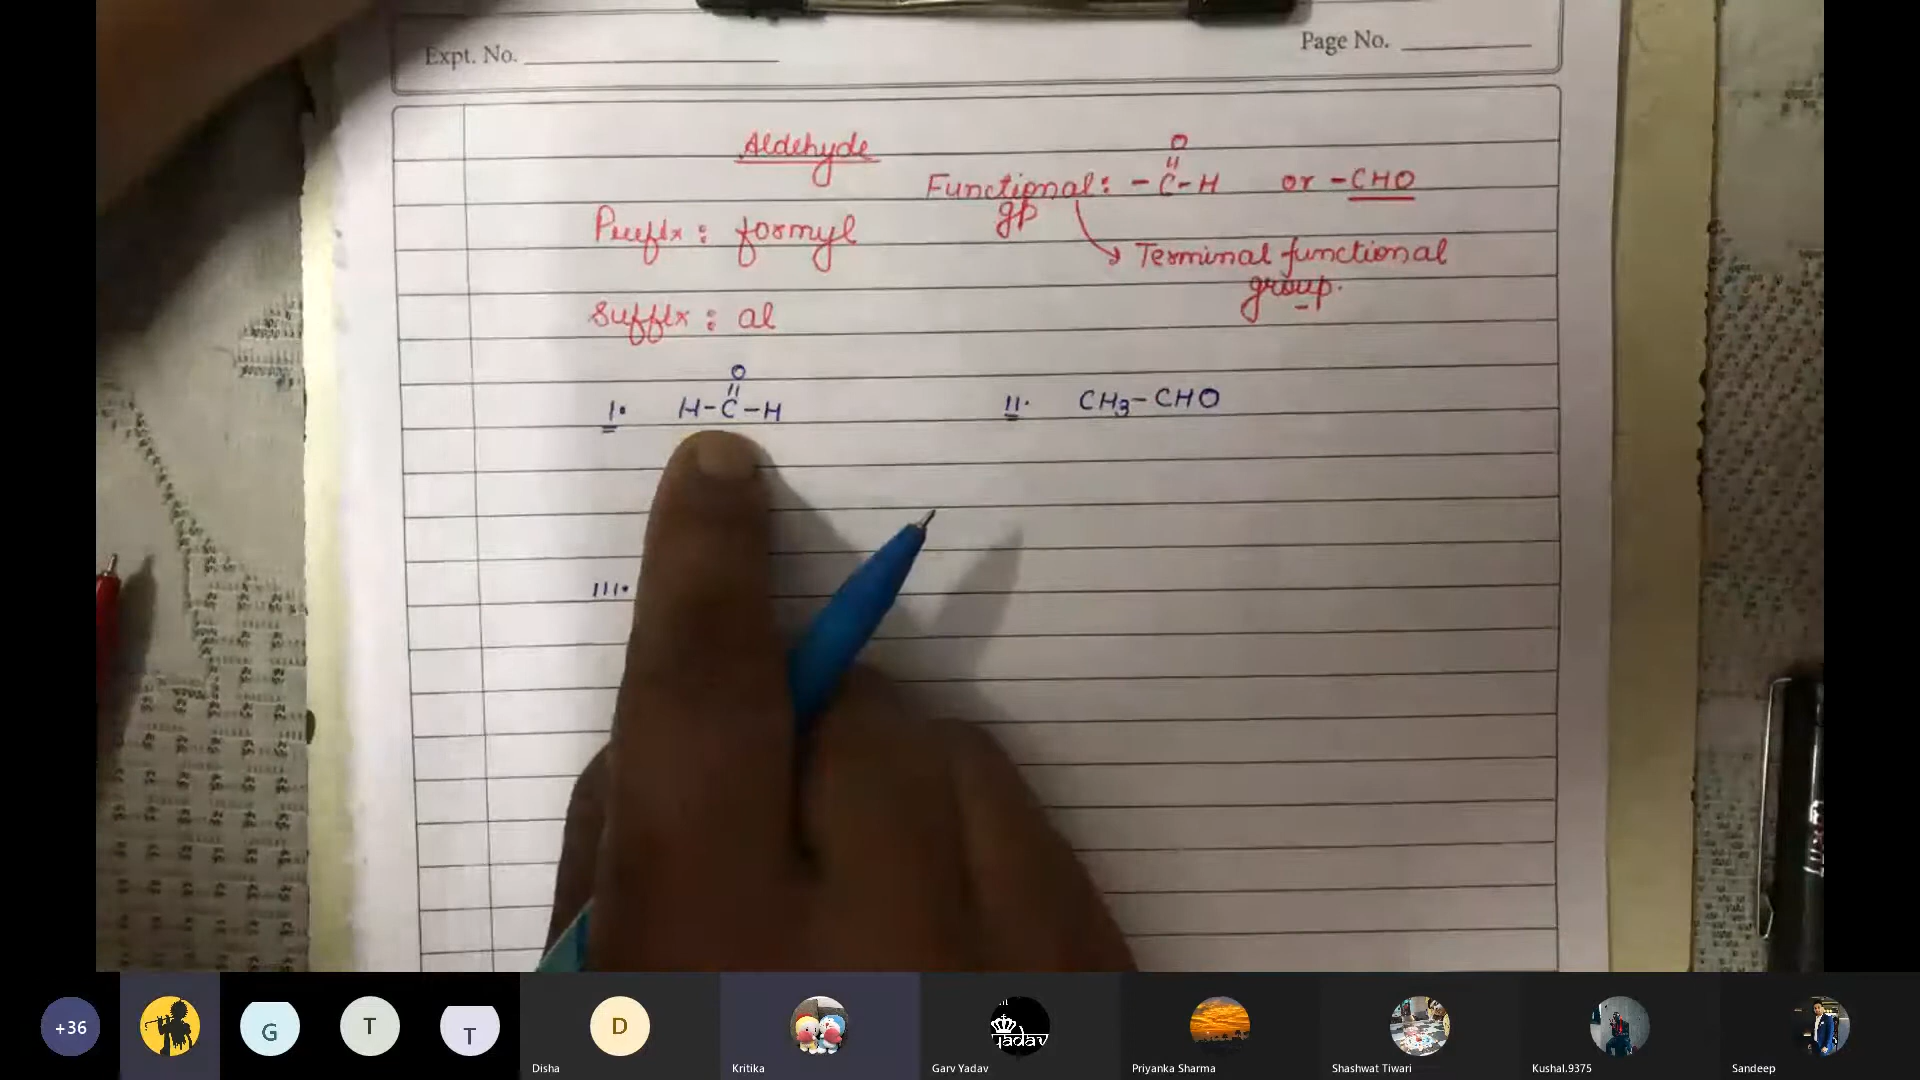 Expt. No.
Page No.
Aldehyde
O
Functional : - C - H or - CHO
gp
Prefix : formyl
Terminal functional
group.
Suffix : al
O
I. H - C - H
II. CH3 - CHO
III.
+36
G
T
T
D
Yadav
Disha
Kritika
Garv Yadav
Priyanka Sharma
Shashwat Tiwari
Kushal.9375
Sandeep